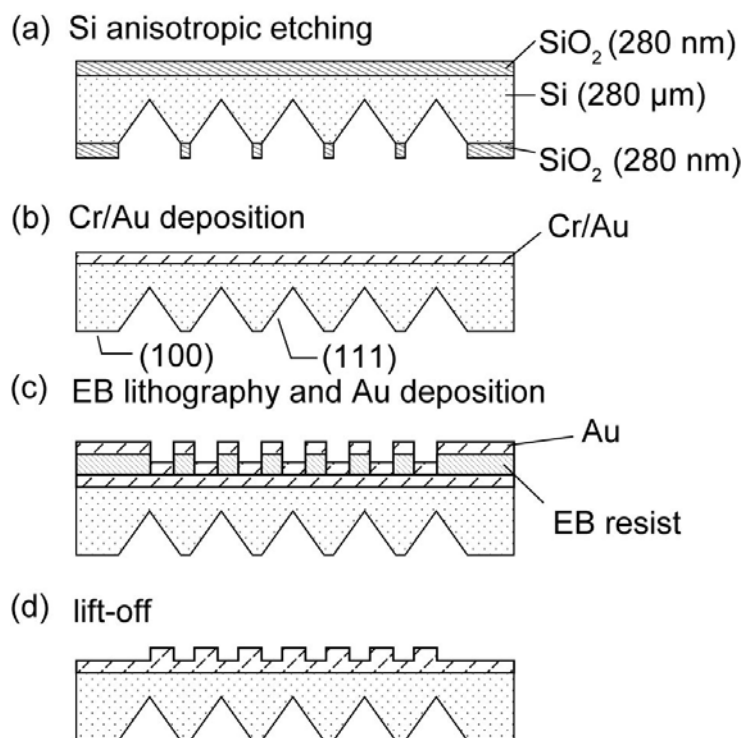 (a) Si anisotropic etching
SiO₂ (280 nm)
Si (280 µm)
SiO₂ (280 nm)
(b) Cr/Au deposition
Cr/Au
(100)
(111)
(c) EB lithography and Au deposition
Au
EB resist
(d) lift-off